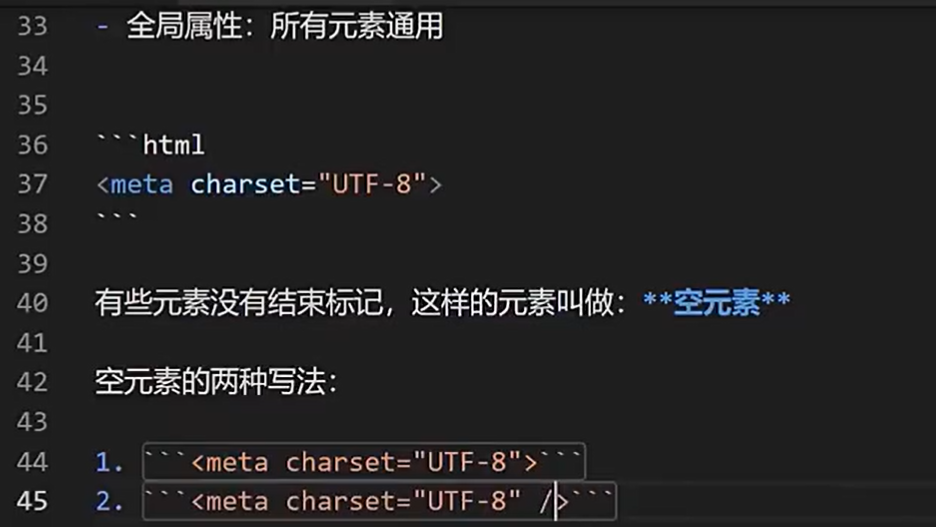 33 - 全局属性：所有元素通用
34
35
36 ```html
37 <meta charset="UTF-8">
38 ```
39
40 有些元素没有结束标记，这样的元素叫做：**空元素**
41
42 空元素的两种写法：
43
44 1. ```<meta charset="UTF-8">```
45 2. ```<meta charset="UTF-8" />```